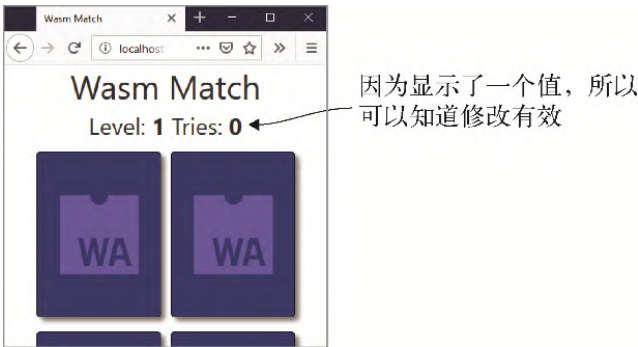 Wasm Match
localhost
Wasm Match
Level: 1 Tries: 0
因为显示了一个值，所以
可以知道修改有效
WA WA